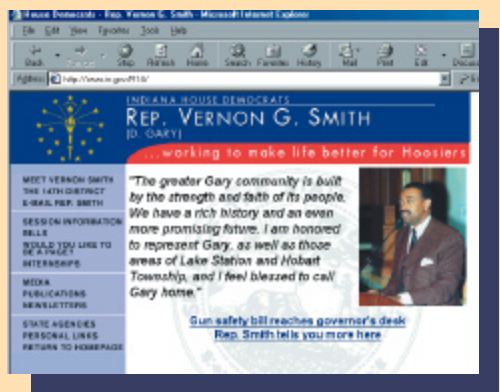 House Democrats - Rep. Vernon G. Smith - Microsoft Internet Explorer
File Edit View Favorites Tools Help
Back Stop Refresh Home Search Favorites History Mail Print Edit
Address
INDIANA HOUSE DEMOCRATS
REP. VERNON G. SMITH
(D. GARY)
...working to make life better for Hoosiers
MEET VERNON SMITH
THE 14TH DISTRICT
E-MAIL REP. SMITH
SESSION INFORMATION
BILLS
WOULD YOU LIKE TO
BE A PAGE?
INTERNSHIPS
MEDIA
PUBLICATIONS
NEWSLETTERS
STATE AGENCIES
PERSONAL LINKS
RETURN TO HOMEPAGE
"The greater Gary community is built
by the strength and faith of its people.
We have a rich history and an even
more promising future. I am honored
to represent Gary, as well as those
areas of Lake Station and Hobart
Township, and I feel blessed to call
Gary home."
Gun safety bill reaches governor's desk
Rep. Smith tells you more here